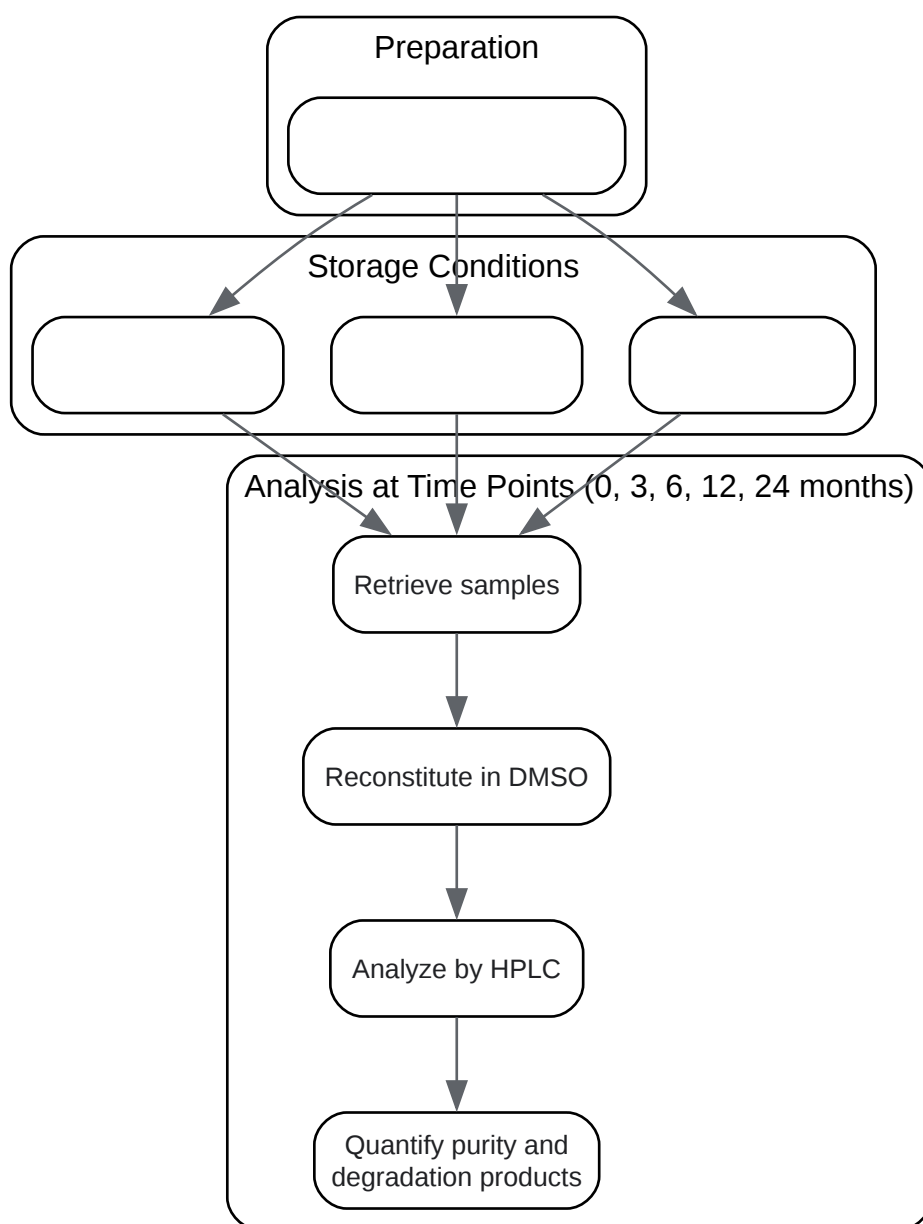 Preparation
Storage Conditions
Analysis at Time Points (0, 3, 6, 12, 24 months)
Retrieve samples
Reconstitute in DMSO
Analyze by HPLC
Quantify purity and
degradation products